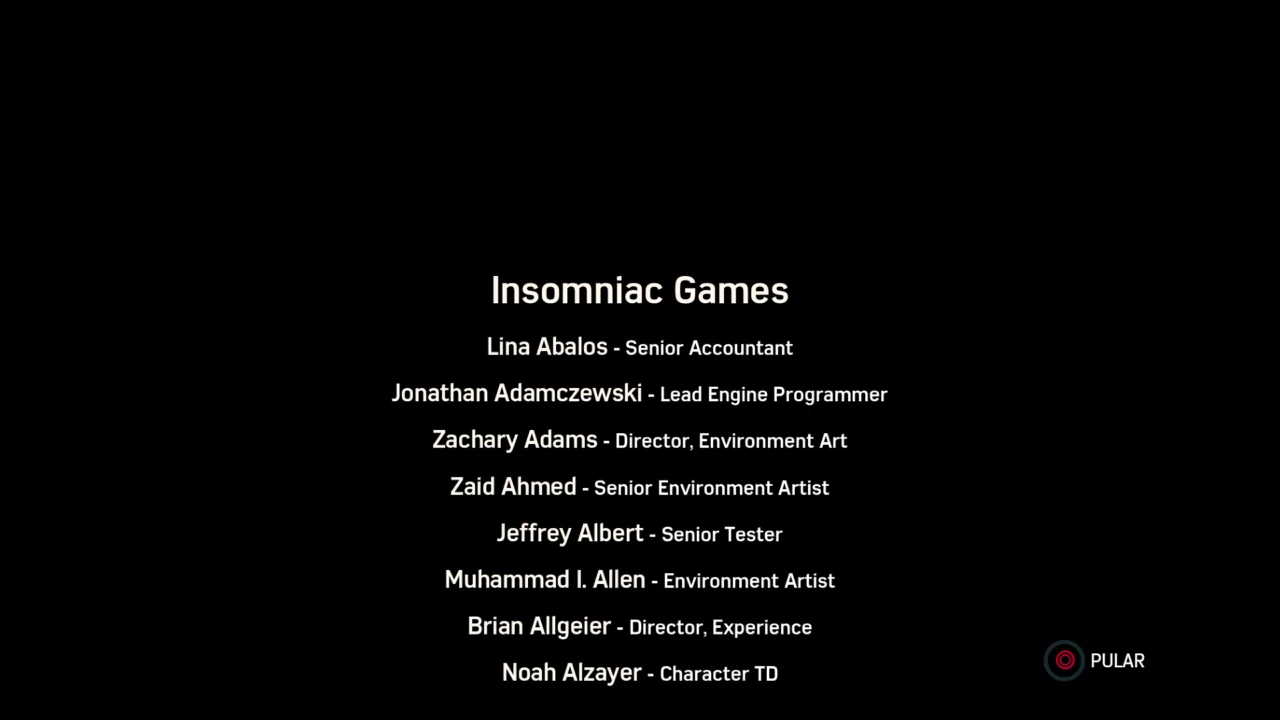 Insomniac Games
Lina Abalos - Senior Accountant
Jonathan Adamczewski - Lead Engine Programmer
Zachary Adams - Director, Environment Art
Zaid Ahmed - Senior Environment Artist
Jeffrey Albert - Senior Tester
Muhammad I. Allen - Environment Artist
Brian Allgeier - Director, Experience
Noah Alzayer - Character TD
PULAR